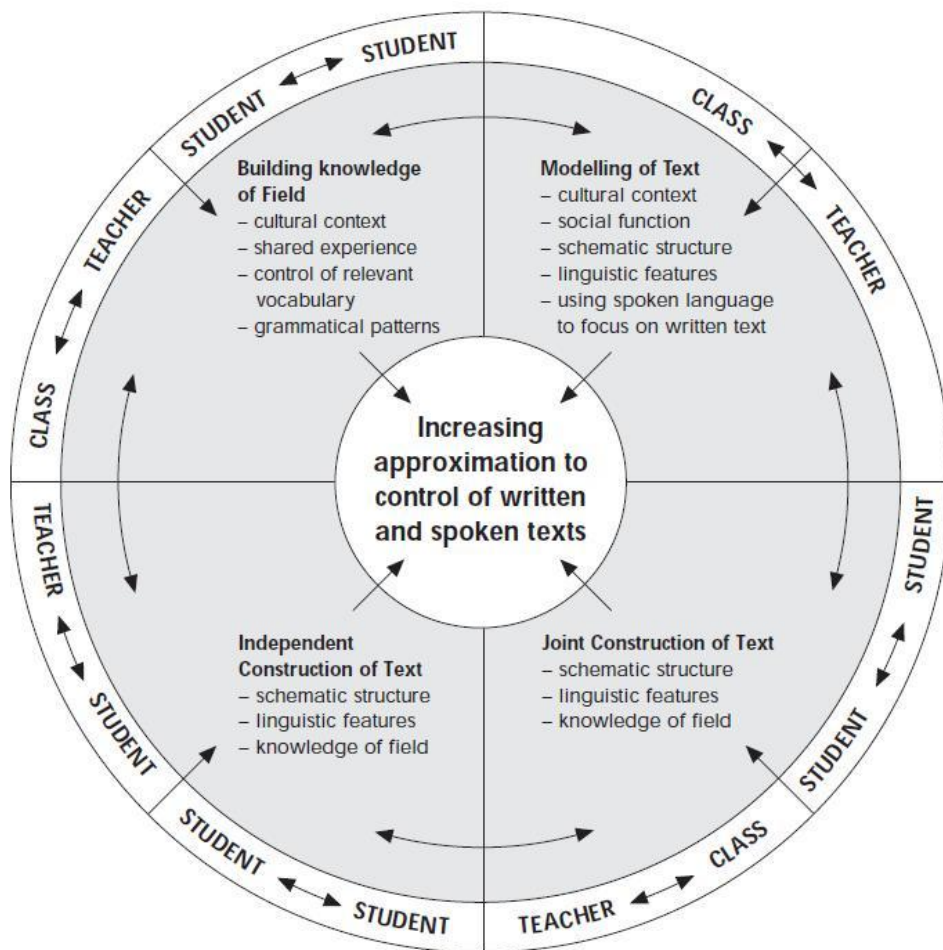 STUDENT ↔ STUDENT
CLASS ↔ TEACHER
CLASS ↔ TEACHER
Building knowledge
of Field
– cultural context
– shared experience
– control of relevant
vocabulary
– grammatical patterns
Modelling of Text
– cultural context
– social function
– schematic structure
– linguistic features
– using spoken language
to focus on written text
Increasing
approximation to
control of written
and spoken texts
Independent
Construction of Text
– schematic structure
– linguistic features
– knowledge of field
Joint Construction of Text
– schematic structure
– linguistic features
– knowledge of field
TEACHER ↔ STUDENT
STUDENT ↔ STUDENT
TEACHER ↔ CLASS
STUDENT ↔ STUDENT